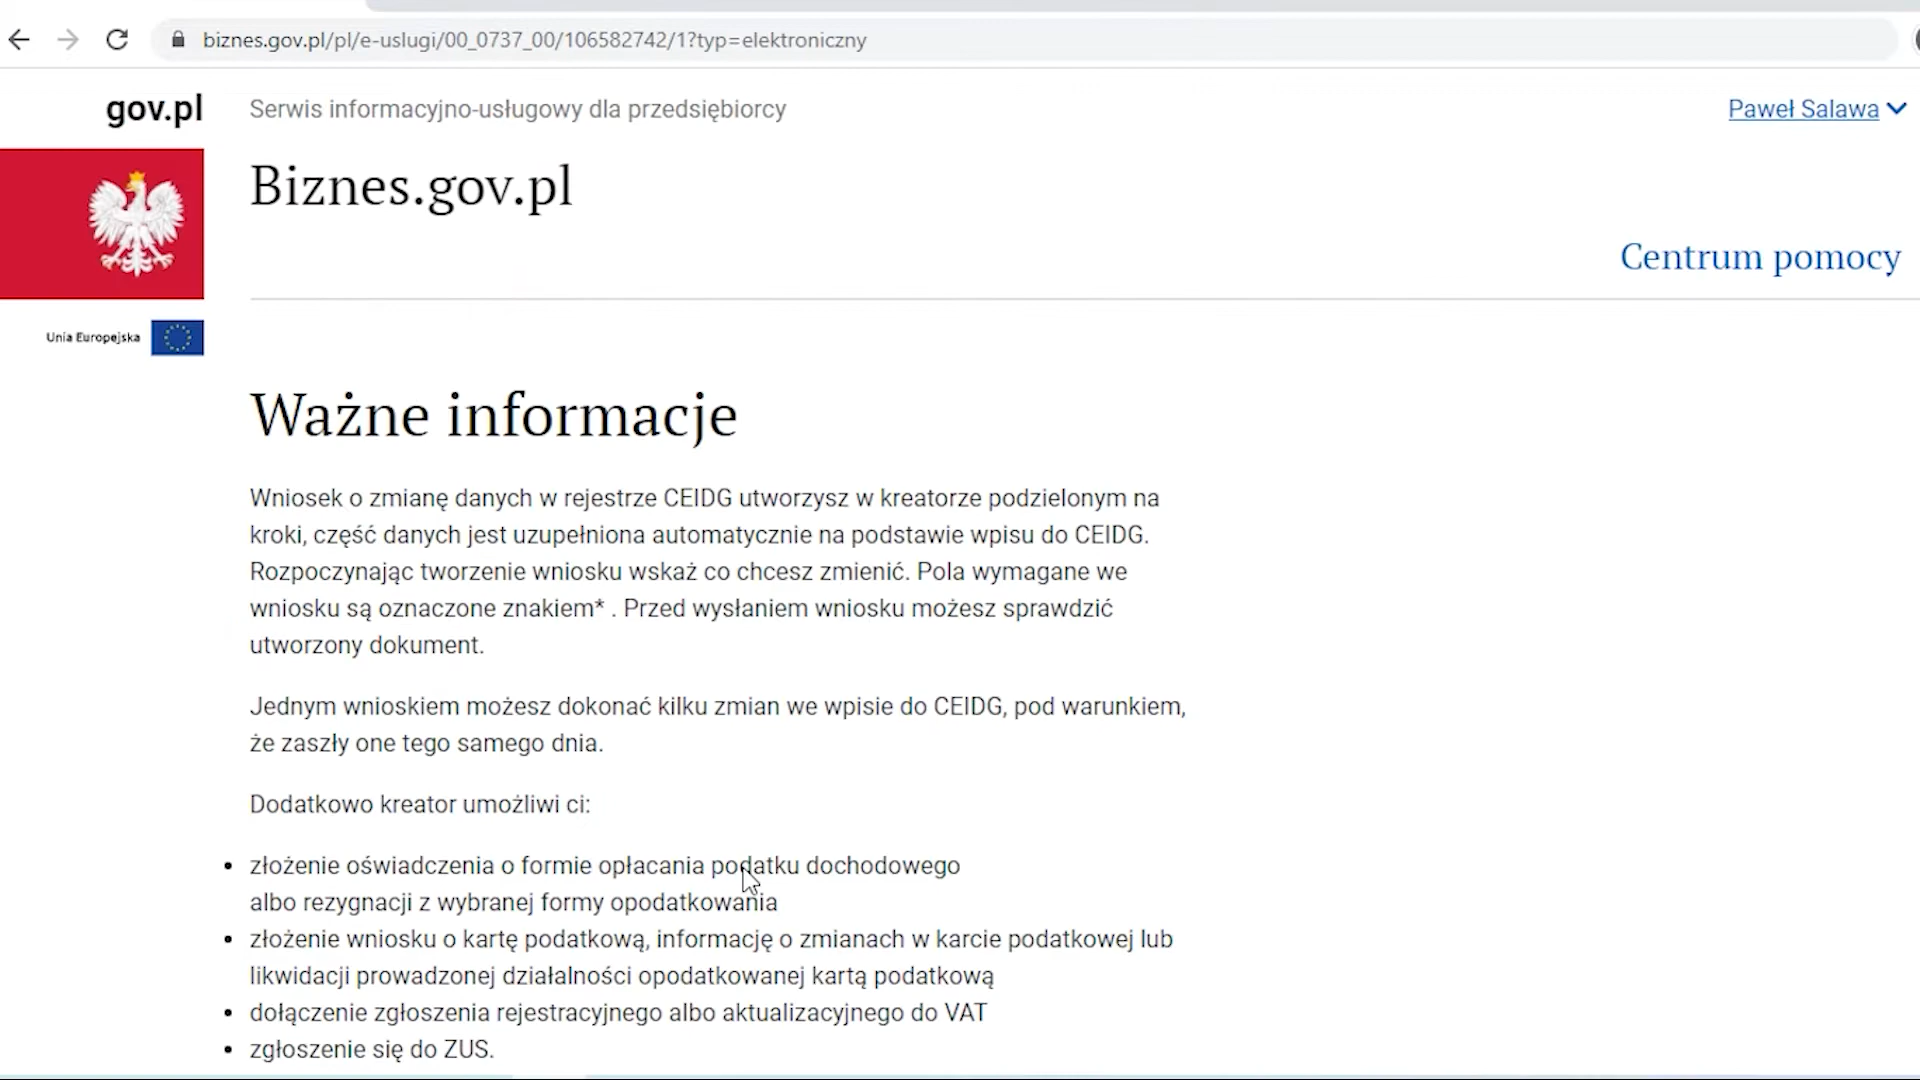 biznes.gov.pl/pl/e-uslugi/00_0737_00/106582742/1?typ=elektroniczny
gov.pl
Serwis informacyjno-usługowy dla przedsiębiorcy
Paweł Salawa
Biznes.gov.pl
Centrum pomocy
Unia Europejska
Ważne informacje
Wniosek o zmianę danych w rejestrze CEIDG utworzysz w kreatorze podzielonym na
kroki, część danych jest uzupełniona automatycznie na podstawie wpisu do CEIDG.
Rozpoczynając tworzenie wniosku wskaż co chcesz zmienić. Pola wymagane we
wniosku są oznaczone znakiem* . Przed wysłaniem wniosku możesz sprawdzić
utworzony dokument.
Jednym wnioskiem możesz dokonać kilku zmian we wpisie do CEIDG, pod warunkiem,
że zaszły one tego samego dnia.
Dodatkowo kreator umożliwi ci:
• złożenie oświadczenia o formie opłacania podatku dochodowego
albo rezygnacji z wybranej formy opodatkowania
• złożenie wniosku o kartę podatkową, informację o zmianach w karcie podatkowej lub
likwidacji prowadzonej działalności opodatkowanej kartą podatkową
• dołączenie zgłoszenia rejestracyjnego albo aktualizacyjnego do VAT
• zgłoszenie się do ZUS.